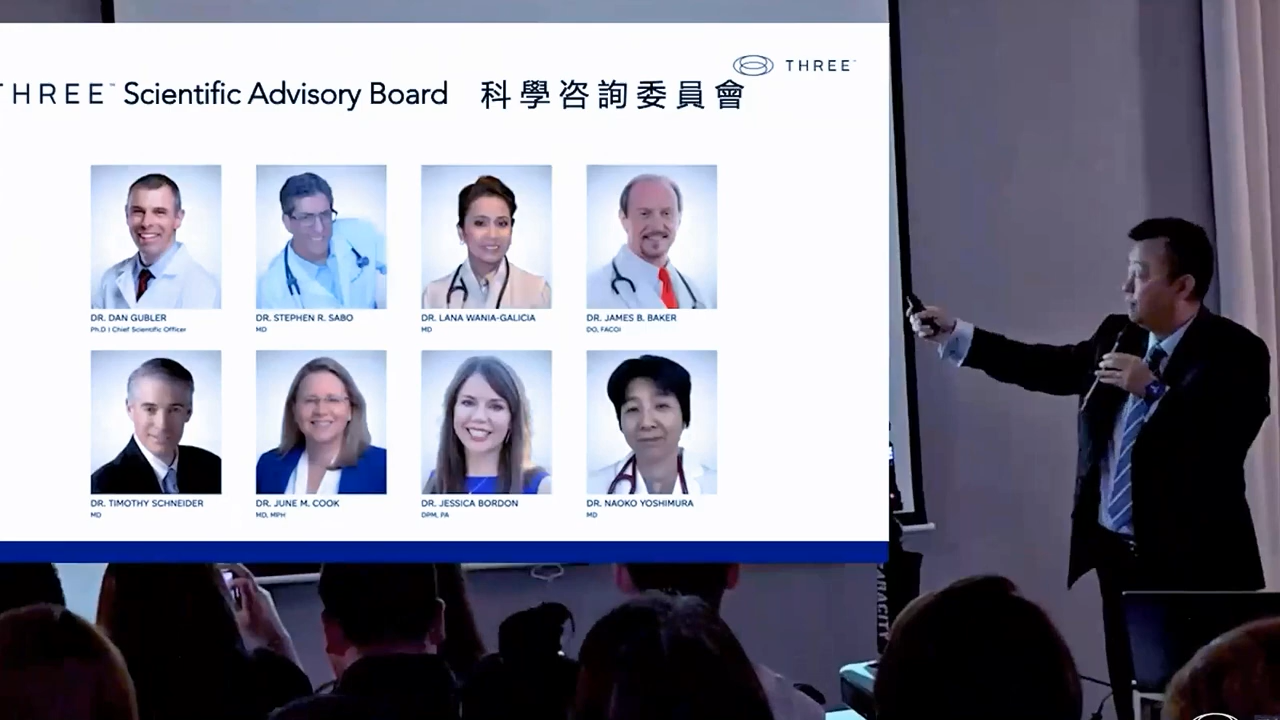 THREE™
THREE™ Scientific Advisory Board 科學咨詢委員會
DR. DAN GUBLER
Ph.D | Chief Scientific Officer
DR. STEPHEN R. SABO
MD
DR. LANA WANIA-GALICIA
MD
DR. JAMES B. BAKER
DO, FACOI
DR. TIMOTHY SCHNEIDER
MD
DR. JUNE M. COOK
MD, MPH
DR. JESSICA BORDON
DPM, PA
DR. NAOKO YOSHIMURA
MD